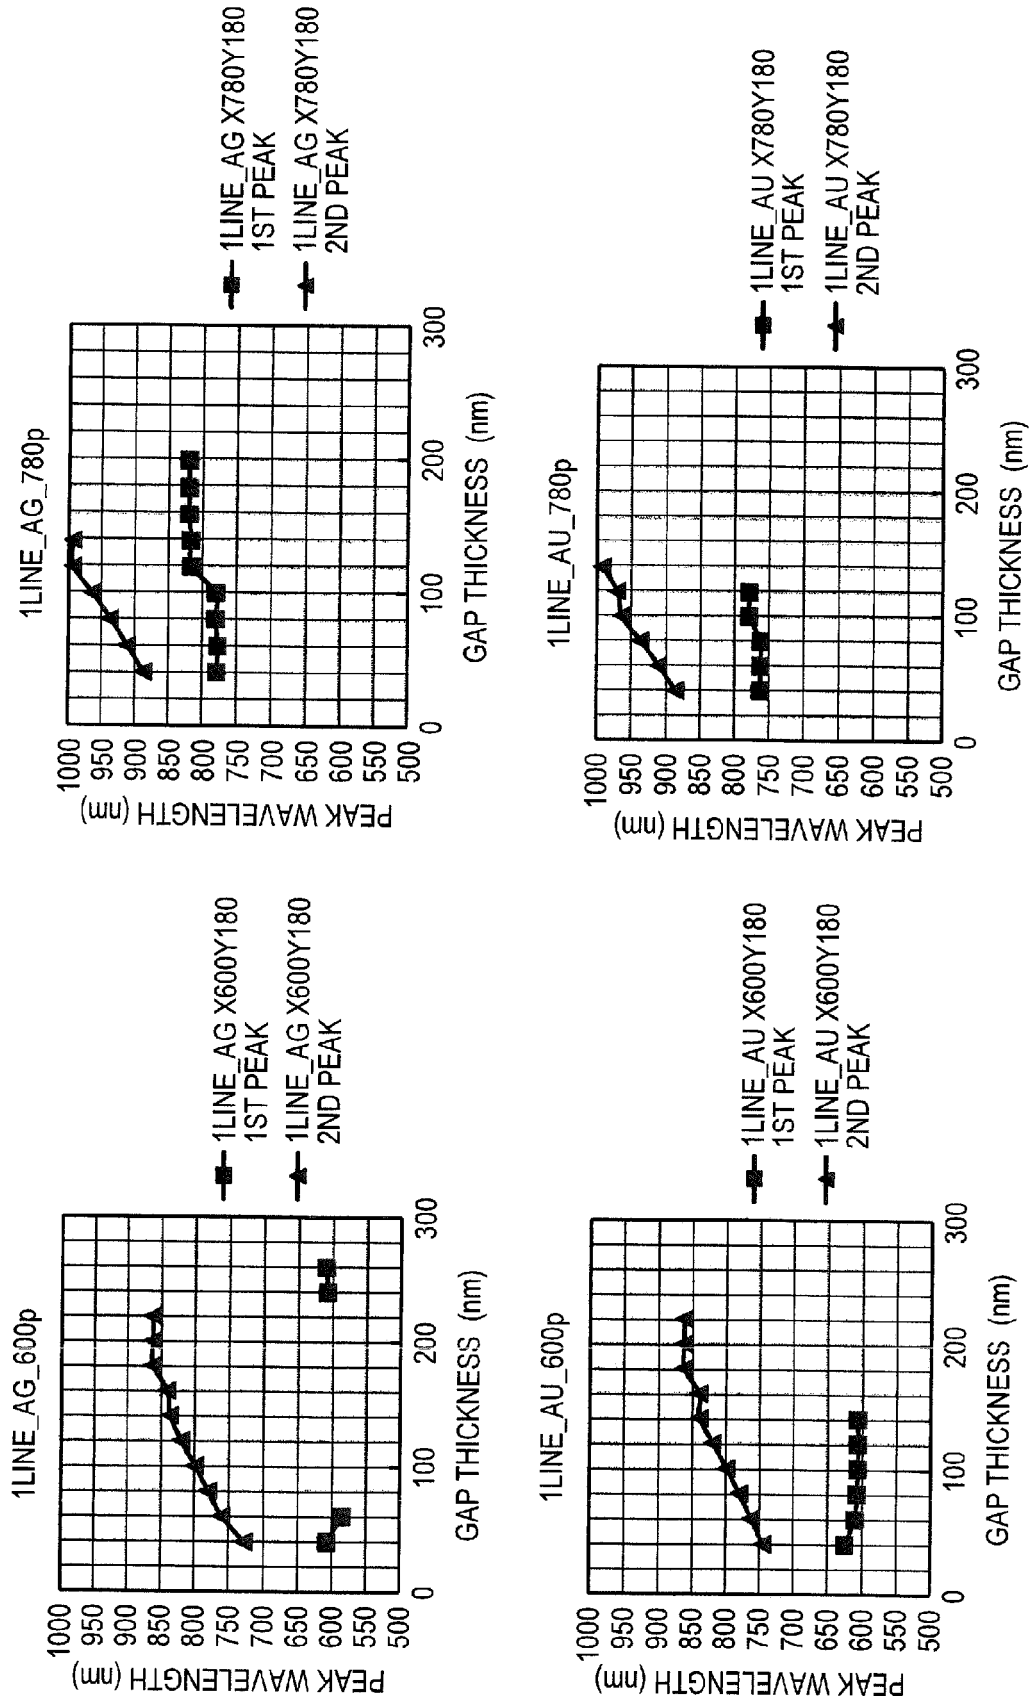 1LINE_AG_600p
PEAK WAVELENGTH (nm)
1000
950
900
850
800
750
700
650
600
550
500
0
100
200
300
GAP THICKNESS (nm)
1LINE_AG X600Y180
1ST PEAK
1LINE_AG X600Y180
2ND PEAK
1LINE_AG_780p
PEAK WAVELENGTH (nm)
1000
950
900
850
800
750
700
650
600
550
500
0
100
200
300
GAP THICKNESS (nm)
1LINE_AG X780Y180
1ST PEAK
1LINE_AG X780Y180
2ND PEAK
1LINE_AU_600p
PEAK WAVELENGTH (nm)
1000
950
900
850
800
750
700
650
600
550
500
0
100
200
300
GAP THICKNESS (nm)
1LINE_AU X600Y180
1ST PEAK
1LINE_AU X600Y180
2ND PEAK
1LINE_AU_780p
PEAK WAVELENGTH (nm)
1000
950
900
850
800
750
700
650
600
550
500
0
100
200
300
GAP THICKNESS (nm)
1LINE_AU X780Y180
1ST PEAK
1LINE_AU X780Y180
2ND PEAK